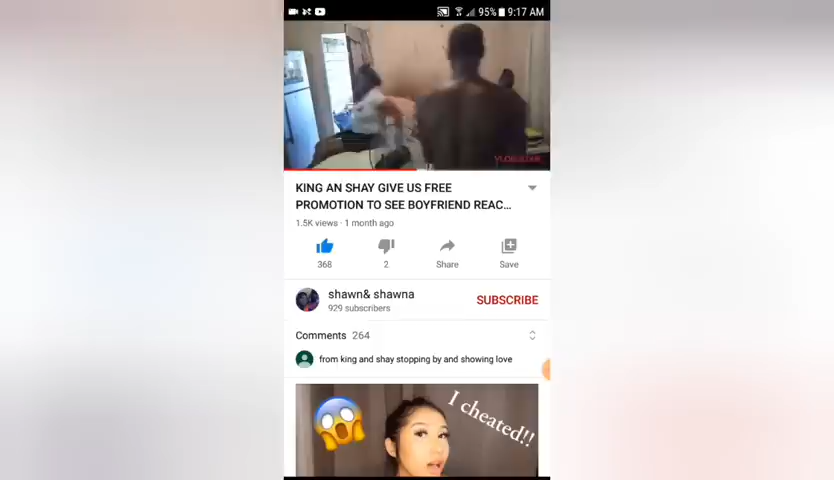 95% 9:17 AM
KING AN SHAY GIVE US FREE
PROMOTION TO SEE BOYFRIEND REAC...
1.5K views · 1 month ago
368
2
Share
Save
shawn& shawna
929 subscribers
SUBSCRIBE
Comments 264
from king and shay stopping by and showing love
I cheated!!